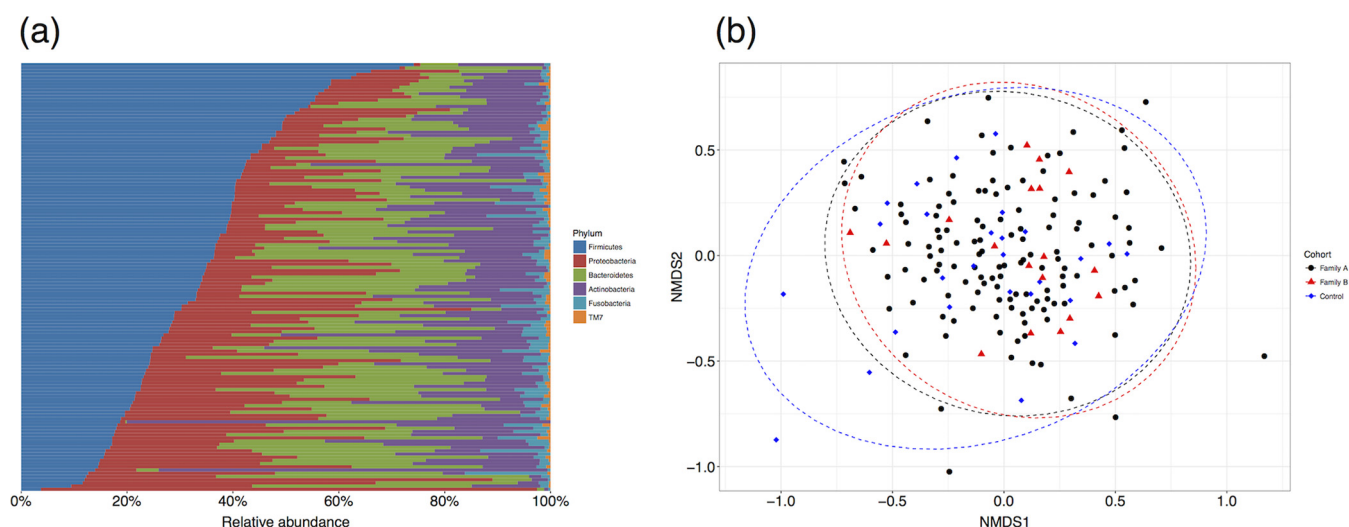 (a)
Phylum
Firmicutes
Proteobacteria
Bacteroidetes
Actinobacteria
Fusobacteria
TM7
0% 20% 40% 60% 80% 100%
Relative abundance
(b)
NMDS2
0.5
0.0
−0.5
−1.0
−1.0 −0.5 0.0 0.5 1.0
NMDS1
Cohort
Family A
Family B
Control